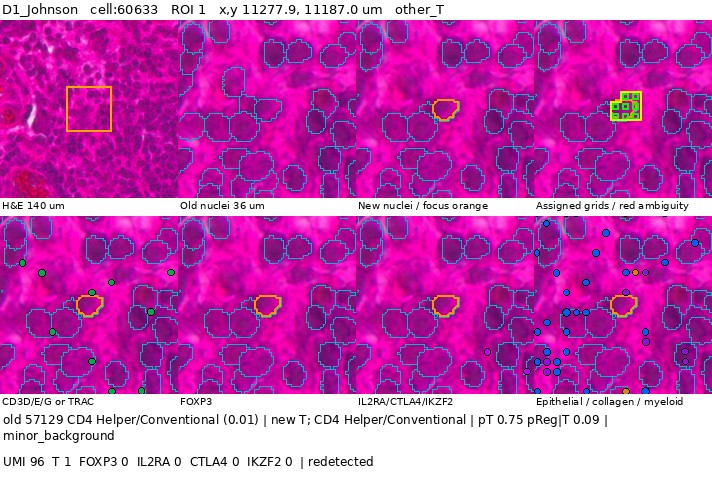 D1_Johnson cell:60633 ROI 1 x,y 11277.9, 11187.0 um other_T
H&E 140 um
Old nuclei 36 um
New nuclei / focus orange
Assigned grids / red ambiguity
CD3D/E/G or TRAC
FOXP3
IL2RA/CTLA4/IKZF2
Epithelial / collagen / myeloid
old 57129 CD4 Helper/Conventional (0.01) | new T; CD4 Helper/Conventional | pT 0.75 pReg|T 0.09 |
minor_background
UMI 96 T 1 FOXP3 0 IL2RA 0 CTLA4 0 IKZF2 0 | redetected